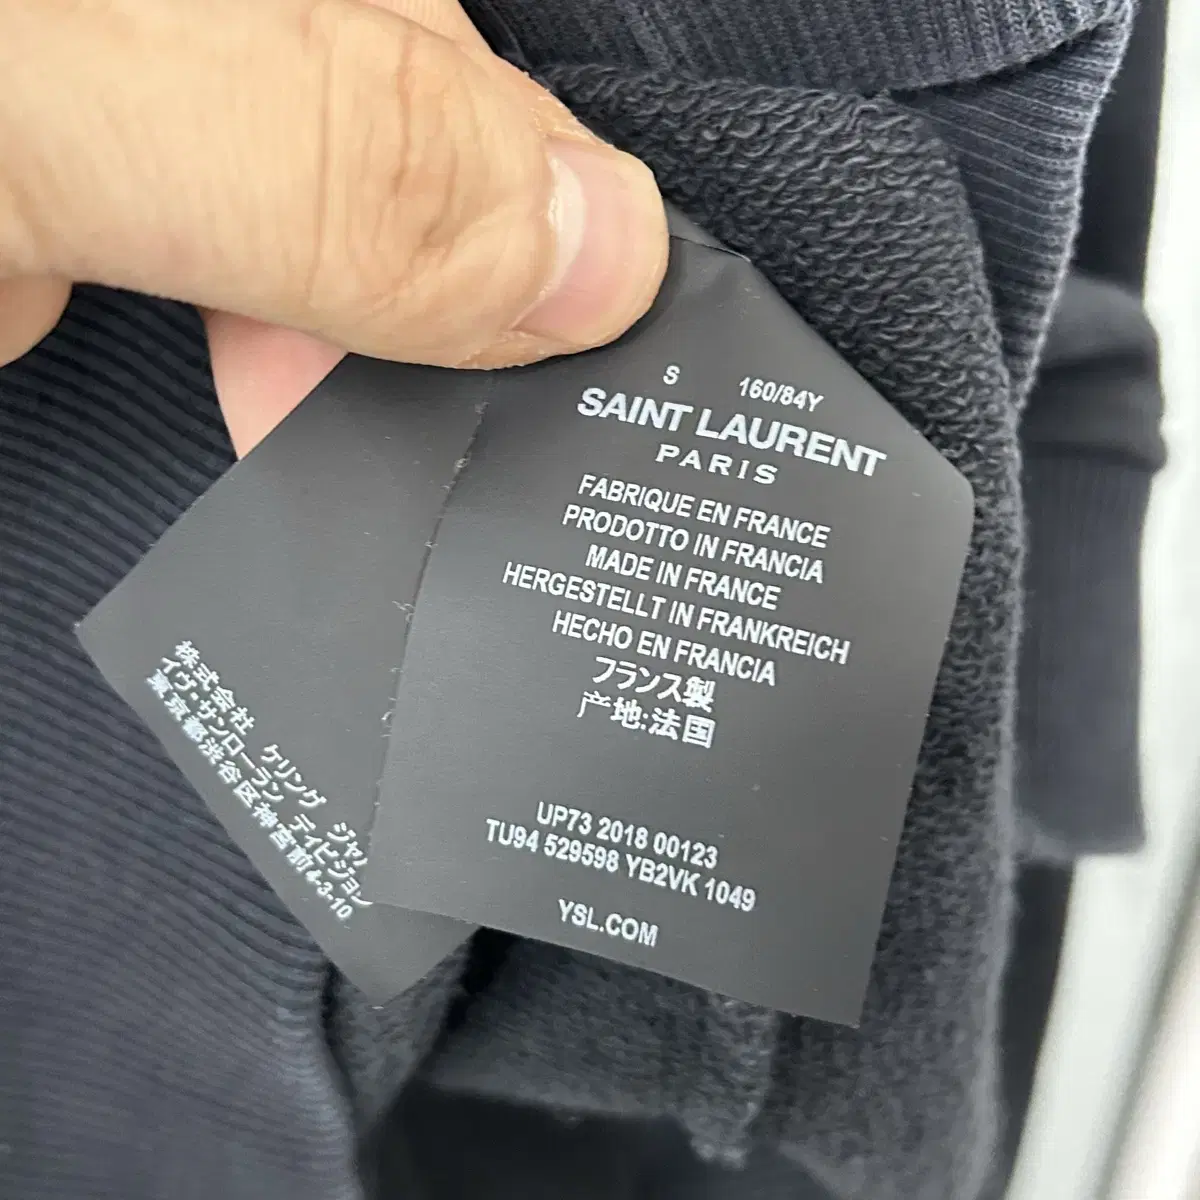 S 160/84Y
SAINT LAURENT
PARIS
FABRIQUE EN FRANCE
PRODOTTO IN FRANCIA
MADE IN FRANCE
HERGESTELLT IN FRANKREICH
HECHO EN FRANCIA
フランス製
产地:法国
UP73 2018 00123
TU94 529598 YB2VK 1049
YSL.COM
株式会社 ケリング ジャ
イヴ・サンローラン ディビジョン
東京都渋谷区神宮前4-3-10